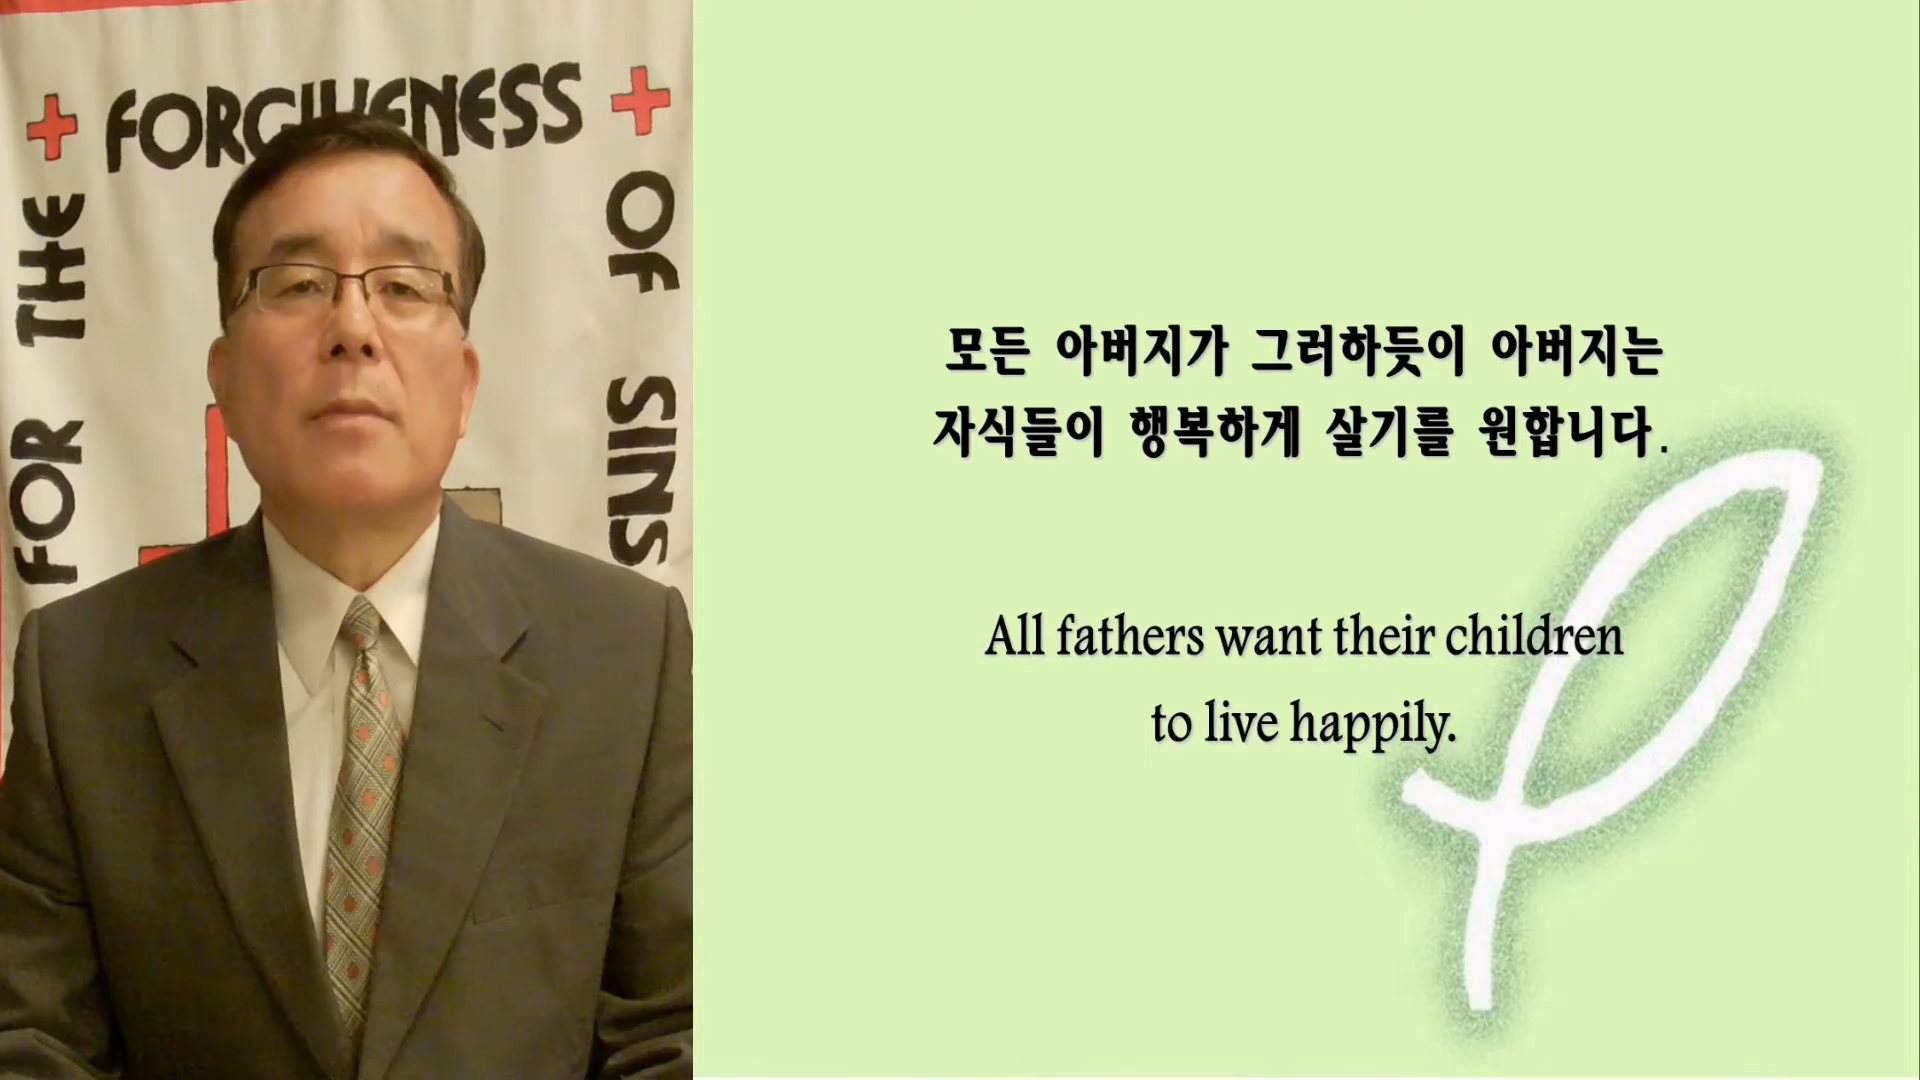 FOR THE
FORGIVENESS
OF SINS
모든 아버지가 그러하듯이 아버지는
자식들이 행복하게 살기를 원합니다.
All fathers want their children
to live happily.